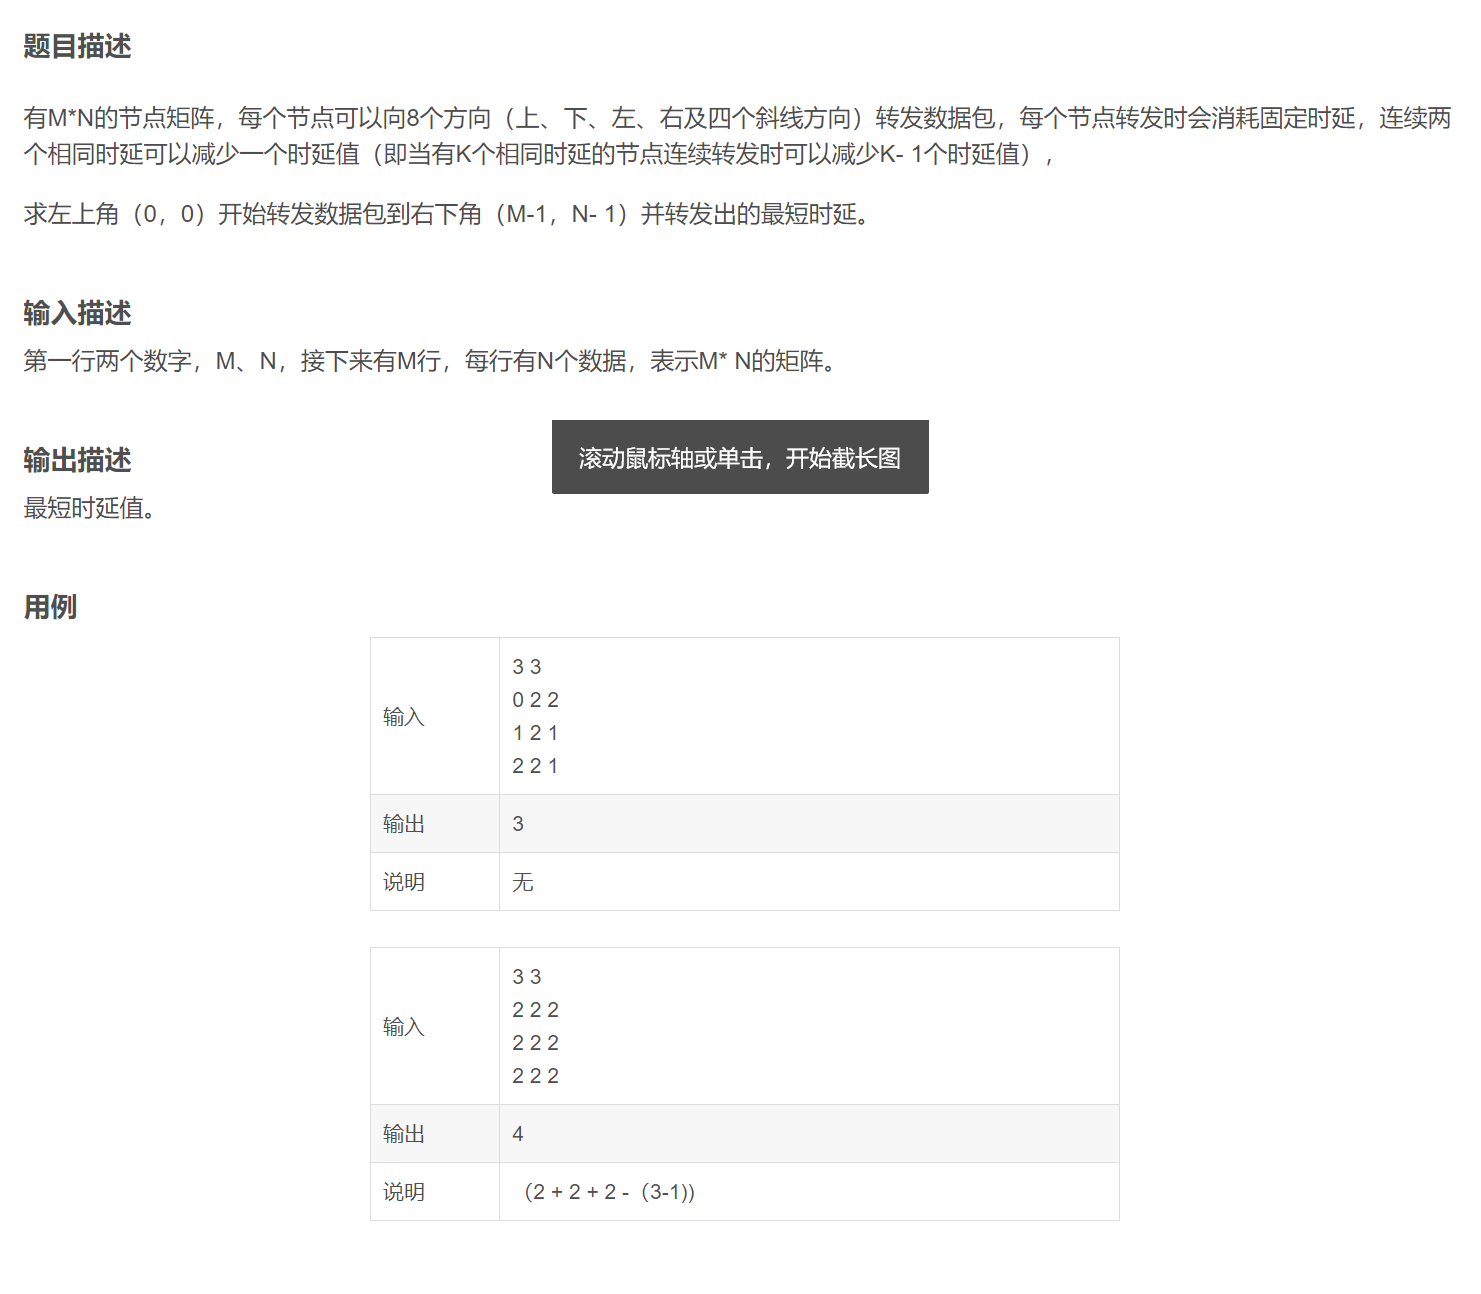 题目描述
有M*N的节点矩阵，每个节点可以向8个方向（上、下、左、右及四个斜线方向）转发数据包，每个节点转发时会消耗固定时延，连续两
个相同时延可以减少一个时延值（即当有K个相同时延的节点连续转发时可以减少K- 1个时延值），
求左上角（0，0）开始转发数据包到右下角（M-1，N- 1）并转发出的最短时延。
输入描述
第一行两个数字，M、N，接下来有M行，每行有N个数据，表示M* N的矩阵。
输出描述
滚动鼠标轴或单击，开始截长图
最短时延值。
用例
输入
3 3
0 2 2
1 2 1
2 2 1
输出
3
说明
无
输入
3 3
2 2 2
2 2 2
2 2 2
输出
4
说明
（2 + 2 + 2 -（3-1))